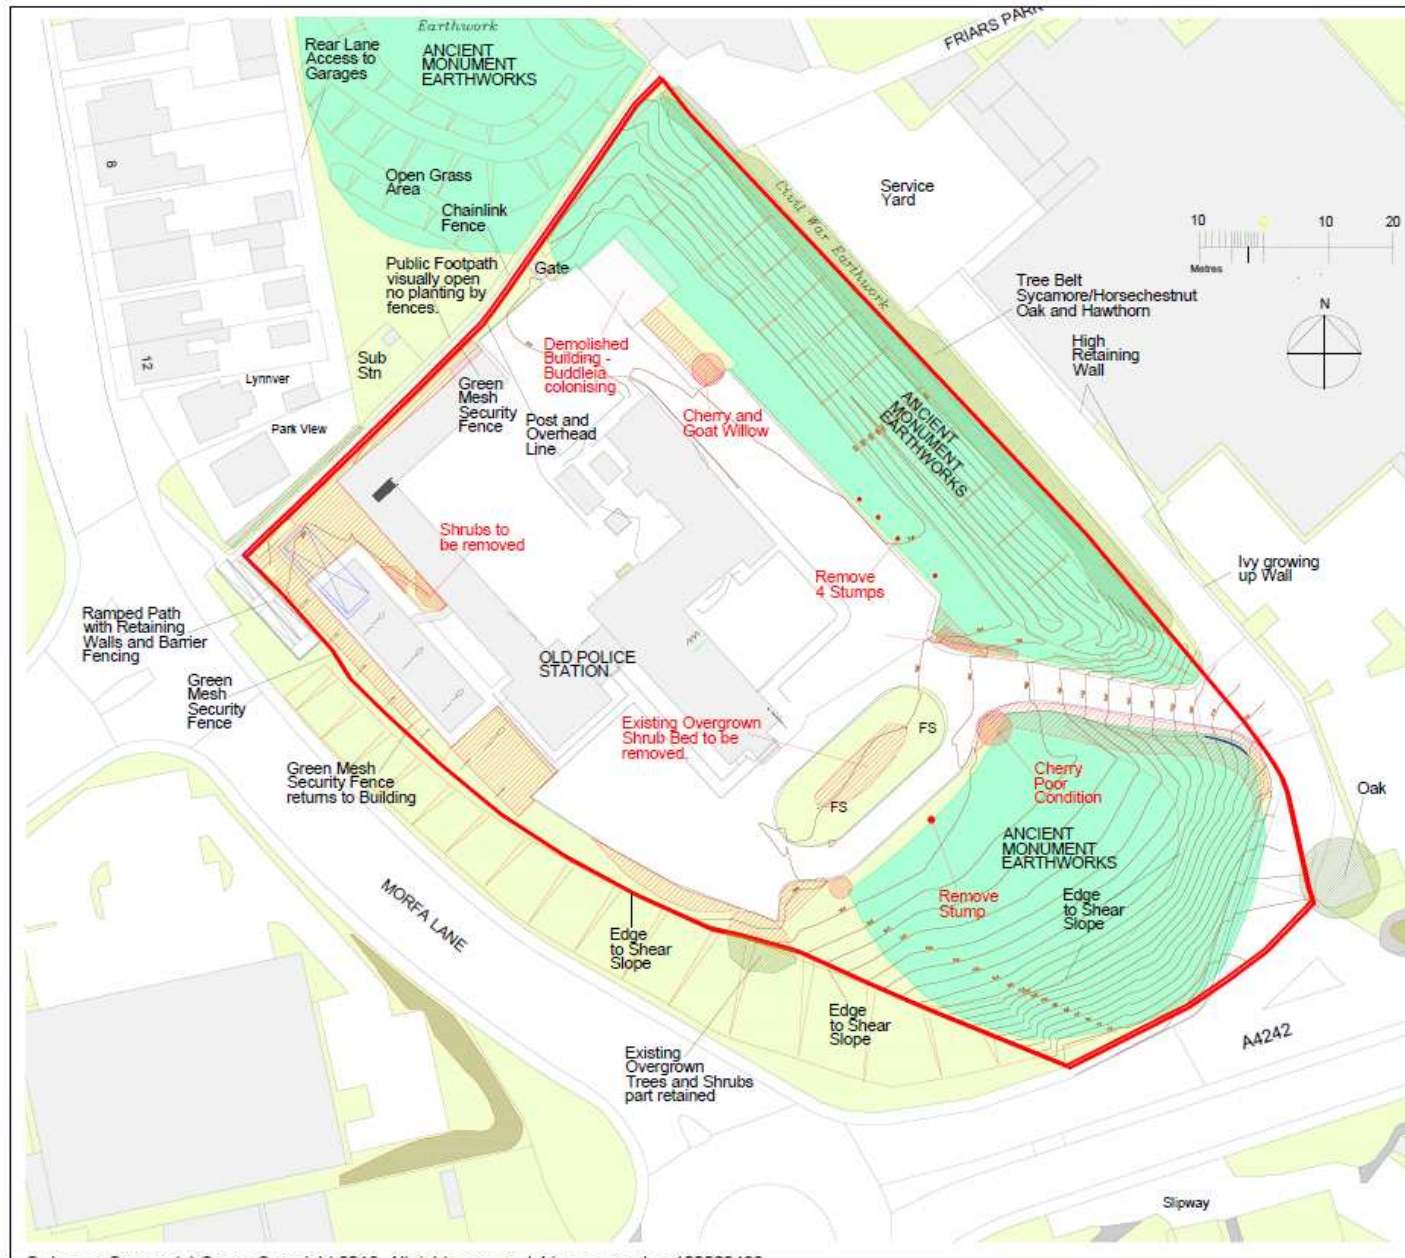 Earthwork
ANCIENT
MONUMENT
EARTHWORKS
Rear Lane
Access to
Garages
FRIARS PARK
8
Open Grass
Area
Chainlink
Fence
Service
Yard
Civil War Earthwork
10
0
10
20
Metres
N
Public Footpath
visually open
no planting by
fences.
Gate
Tree Belt
Sycamore/Horsechestnut
Oak and Hawthorn
High
Retaining
Wall
12
Lynnver
Sub
Stn
Demolished
Building -
Buddleia
colonising
Green
Mesh
Security
Fence
Post and
Overhead
Line
Cherry and
Goat Willow
ANCIENT
MONUMENT
EARTHWORKS
Park View
Shrubs to
be removed
Remove
4 Stumps
Ivy growing
up Wall
Ramped Path
with Retaining
Walls and Barrier
Fencing
OLD POLICE
STATION
Green
Mesh
Security
Fence
Existing Overgrown
Shrub Bed to be
removed.
FS
FS
Green Mesh
Security Fence
returns to Building
Cherry
Poor
Condition
Oak
ANCIENT
MONUMENT
EARTHWORKS
MORFA LANE
Remove
Stump
Edge
to Shear
Slope
Edge
to Shear
Slope
Edge
to Shear
Slope
Existing
Overgrown
Trees and Shrubs
part retained
A4242
Slipway